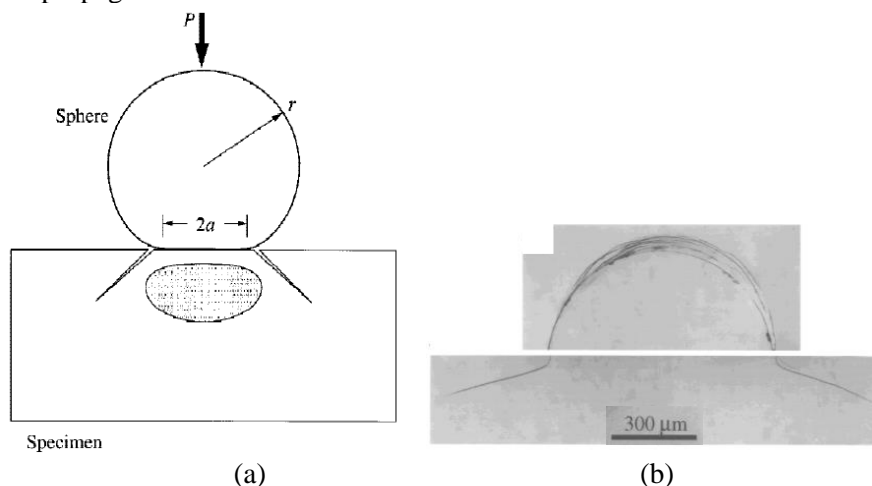 P
Sphere
r
2a
300 μm
Specimen
(a)
(b)